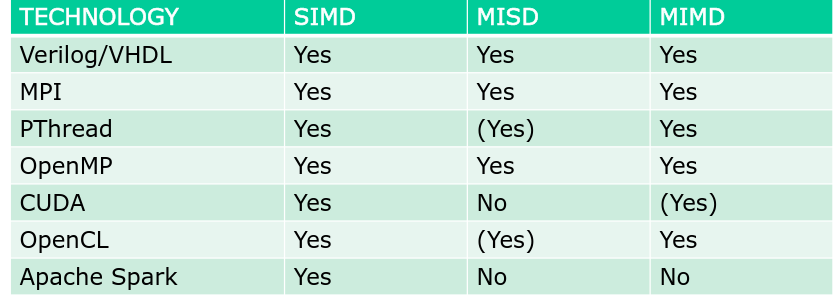 TECHNOLOGY SIMD MISD MIMD
Verilog/VHDL Yes Yes Yes
MPI Yes Yes Yes
PThread Yes (Yes) Yes
OpenMP Yes Yes Yes
CUDA Yes No (Yes)
OpenCL Yes (Yes) Yes
Apache Spark Yes No No